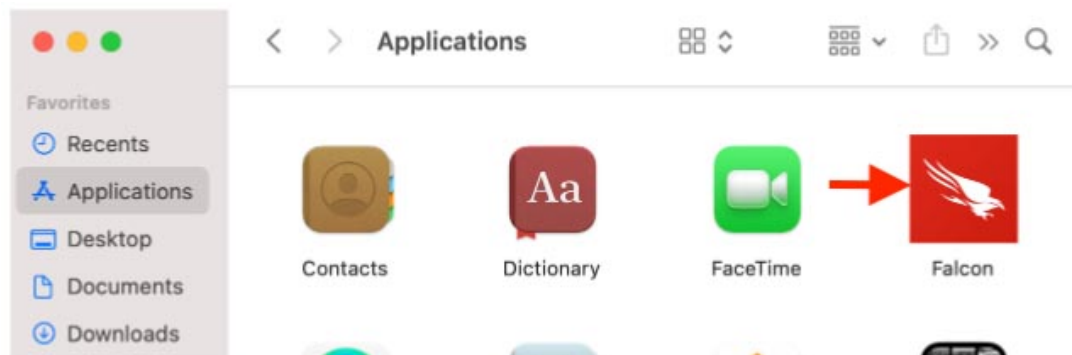 Applications
Favorites
Recents
Applications
Desktop
Documents
Downloads
Aa
Contacts
Dictionary
FaceTime
Falcon